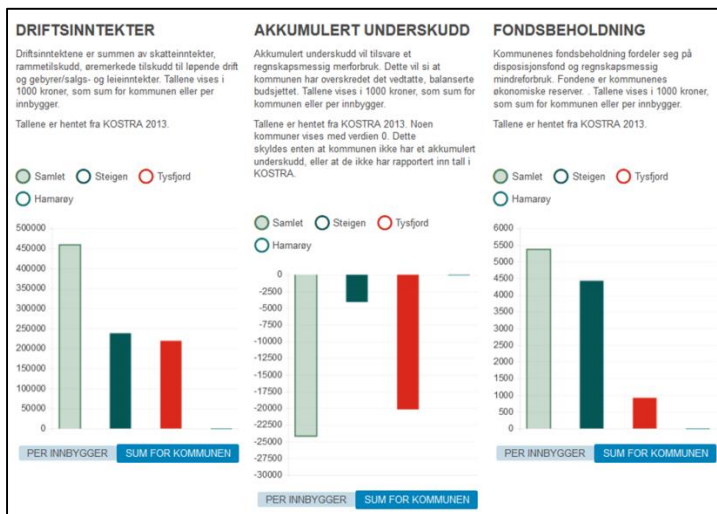 DRIFTSINNTEKTER
Driftsinntektene er summen av skatteinntekter,
rammetilskudd, øremerkede tilskudd til løpende drift
og gebyrer/salgs- og leieinntekter. Tallene vises i
1000 kroner, som sum for kommunen eller per
innbygger.
Tallene er hentet fra KOSTRA 2013.
Samlet Steigen Tysfjord
Hamarøy
500000
450000
400000
350000
300000
250000
200000
150000
100000
50000
0
PER INNBYGGER SUM FOR KOMMUNEN
AKKUMULERT UNDERSKUDD
Akkumulert underskudd vil tilsvare et
regnskapsmessig merforbruk. Dette vil si at
kommunen har overskredet det vedtatte, balanserte
budsjettet. Tallene vises i 1000 kroner, som sum for
kommunen eller per innbygger.
Tallene er hentet fra KOSTRA 2013. Noen
kommuner vises med verdien 0. Dette
skyldes enten at kommunen ikke har et akkumulert
underskudd, eller at de ikke har rapportert inn tall i
KOSTRA.
Samlet Steigen Tysfjord
Hamarøy
0
-2500
-5000
-7500
-10000
-12500
-15000
-17500
-20000
-22500
-25000
-27500
-30000
PER INNBYGGER SUM FOR KOMMUNEN
FONDSBEHOLDNING
Kommunenes fondsbeholdning fordeler seg på
disposisjonsfond og regnskapsmessig
mindreforbruk. Fondene er kommunenes
økonomiske reserver. . Tallene vises i 1000 kroner,
som sum for kommunen eller per innbygger.
Tallene er hentet fra KOSTRA 2013.
Samlet Steigen Tysfjord
Hamarøy
6000
5500
5000
4500
4000
3500
3000
2500
2000
1500
1000
500
0
PER INNBYGGER SUM FOR KOMMUNEN